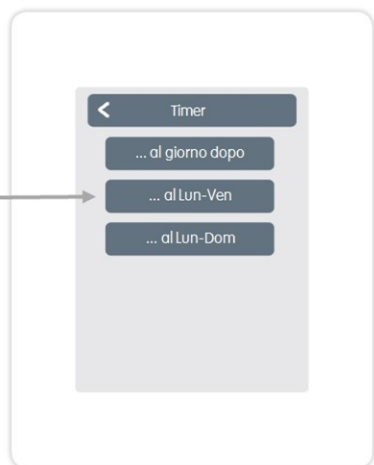 Timer
... al giorno dopo
... al Lun-Ven
... al Lun-Dom